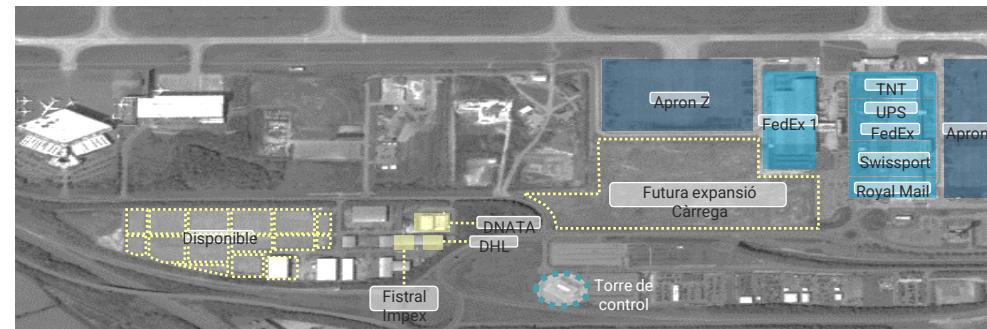 Apron Z
FedEx 1
TNT
UPS
FedEx
Swissport
Royal Mail
Apron
Futura expansió
Càrrega
Disponible
DNATA
DHL
Fistral
Impex
Torre de
control